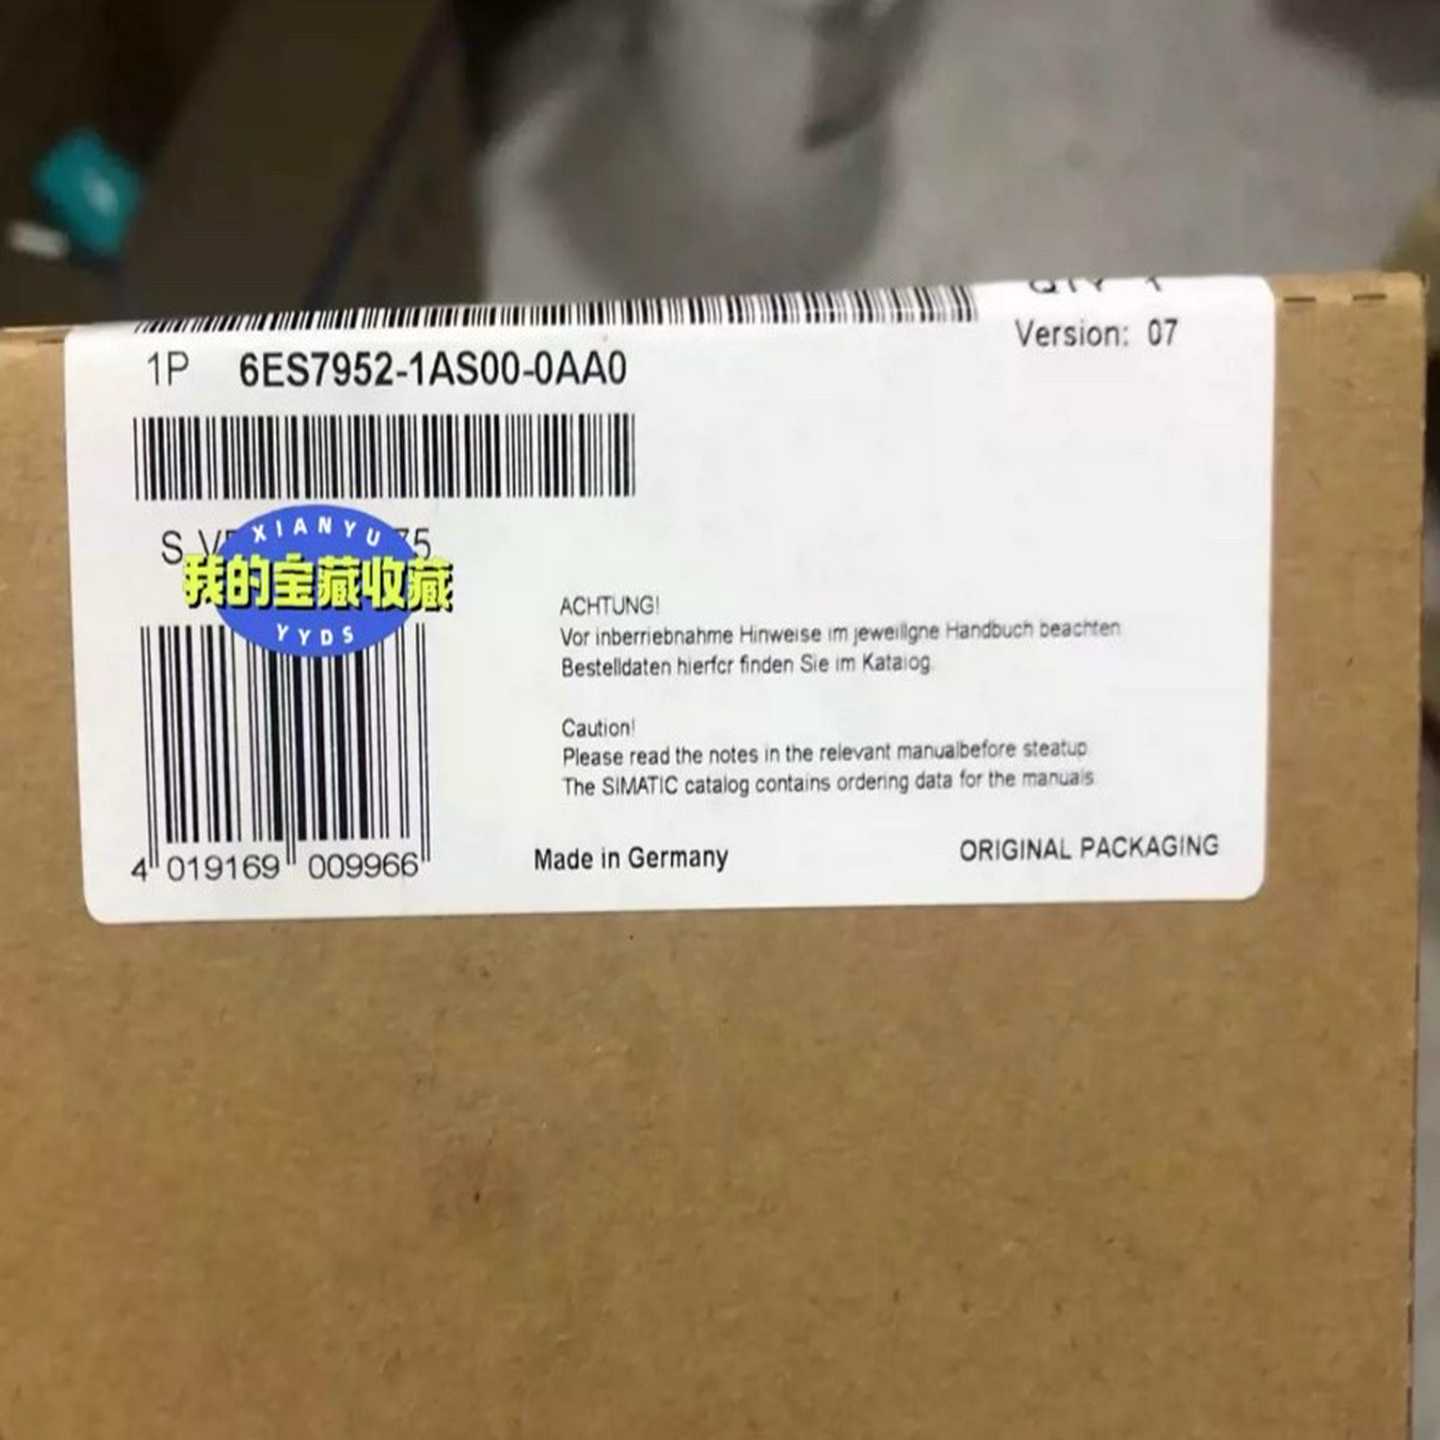 QTY 1
Version: 07
1P 6ES7952-1AS00-0AA0
S V 75
XIANYU
我的宝藏收藏
YYDS
ACHTUNG!
Vor inberriebnahme Hinweise im jeweillgne Handbuch beachten
Bestelldaten hierfcr finden Sie im Kataiog
Caution!
Please read the notes in the relevant manualbefore steatup
The SIMATIC catalog contains ordering data for the manuals
4 019169 009966
Made in Germany
ORIGINAL PACKAGING